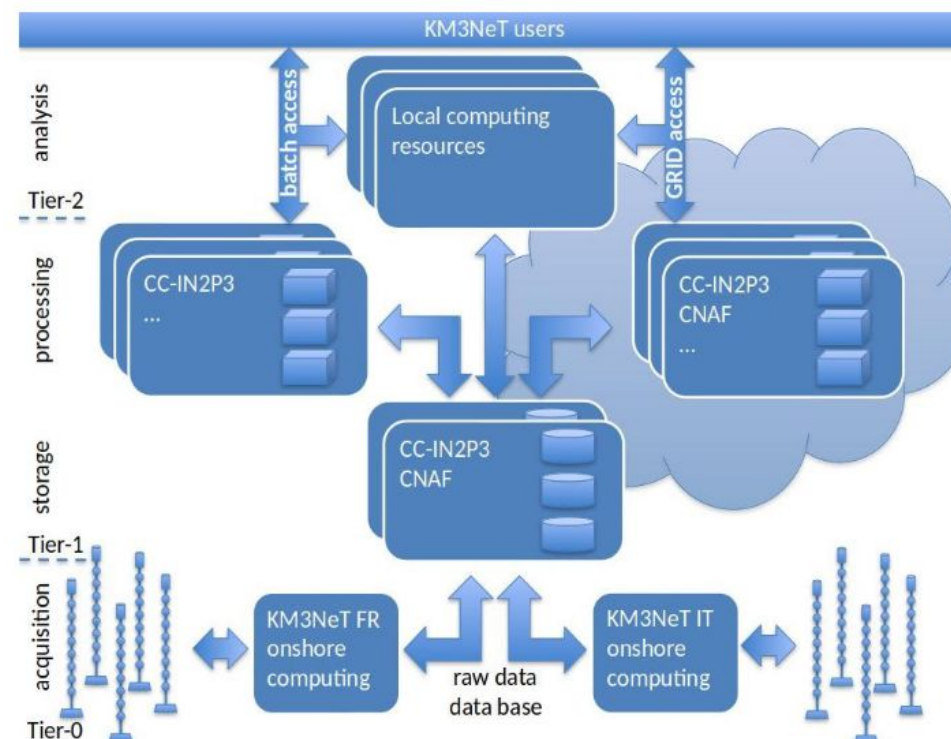 KM3NeT users
analysis
batch access
Local computing
resources
GRID access
Tier-2
processing
CC-IN2P3
...
CC-IN2P3
CNAF
...
storage
CC-IN2P3
CNAF
Tier-1
acquisition
KM3NeT FR
onshore
computing
raw data
data base
KM3NeT IT
onshore
computing
Tier-0